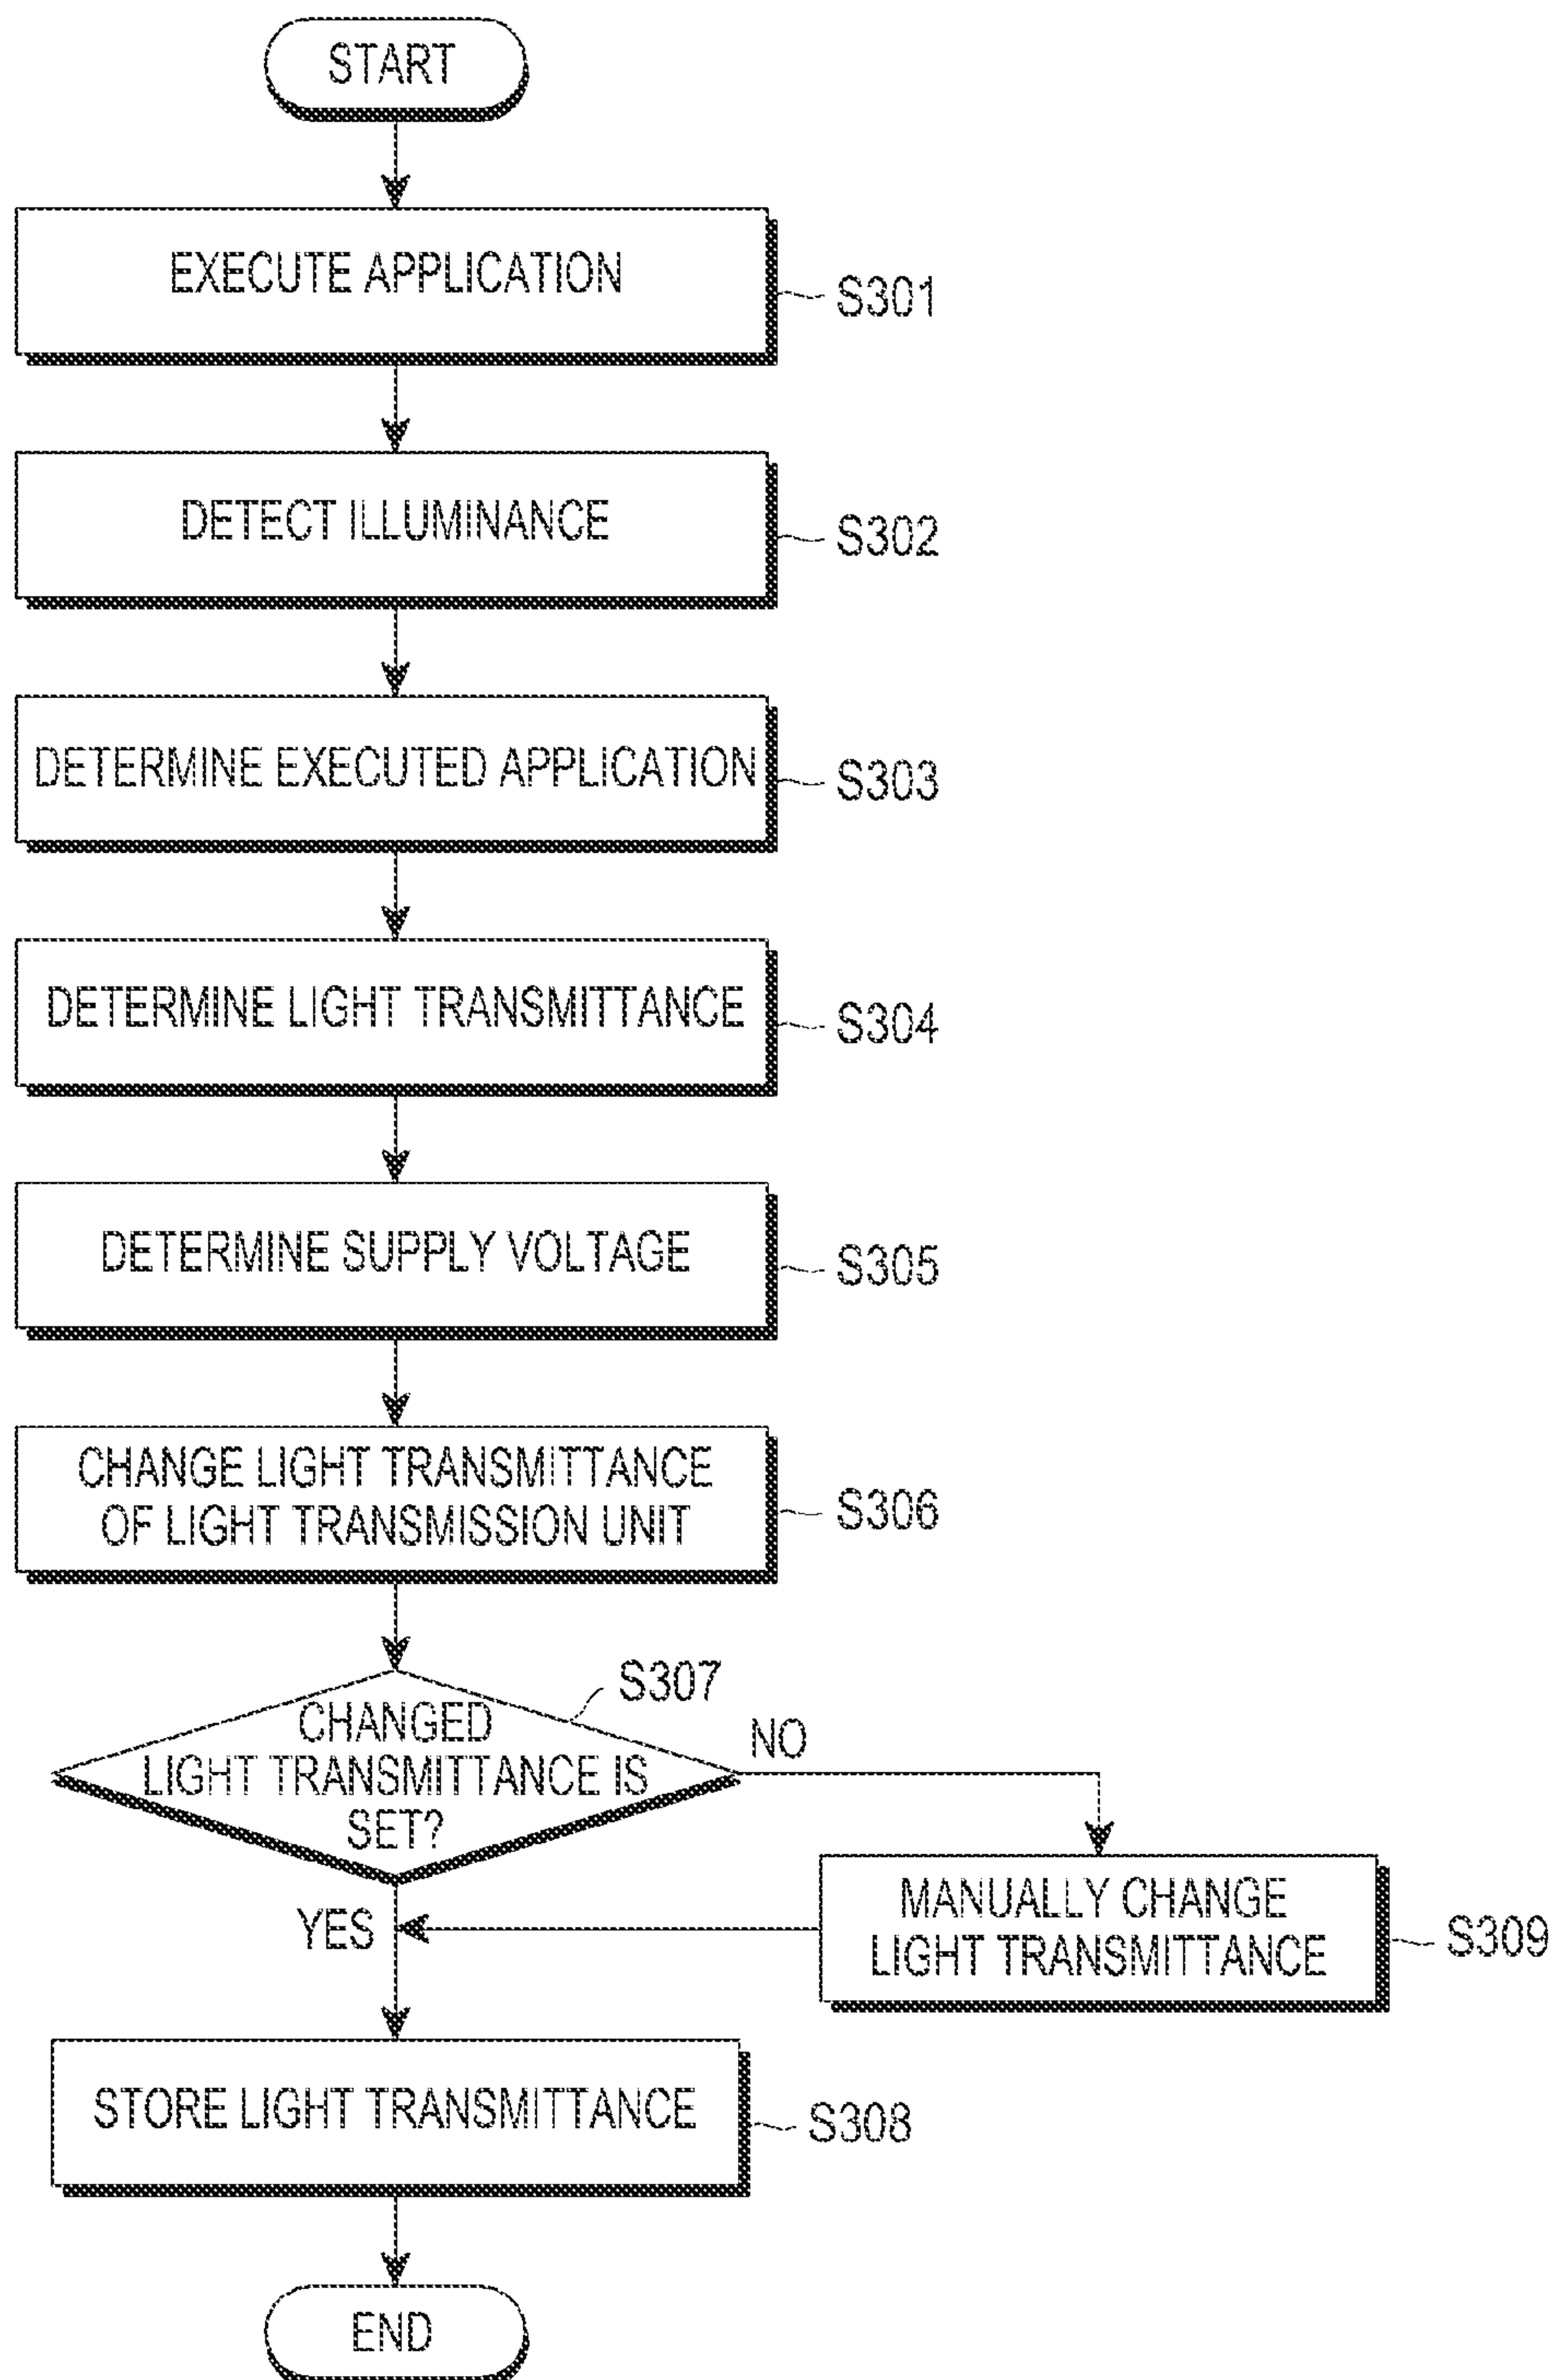 START
EXECUTE APPLICATION
S301
DETECT ILLUMINANCE
S302
DETERMINE EXECUTED APPLICATION
S303
DETERMINE LIGHT TRANSMITTANCE
S304
DETERMINE SUPPLY VOLTAGE
S305
CHANGE LIGHT TRANSMITTANCE
OF LIGHT TRANSMISSION UNIT
S306
S307
CHANGED
LIGHT TRANSMITTANCE IS
SET?
NO
MANUALLY CHANGE
LIGHT TRANSMITTANCE
S309
YES
STORE LIGHT TRANSMITTANCE
S308
END